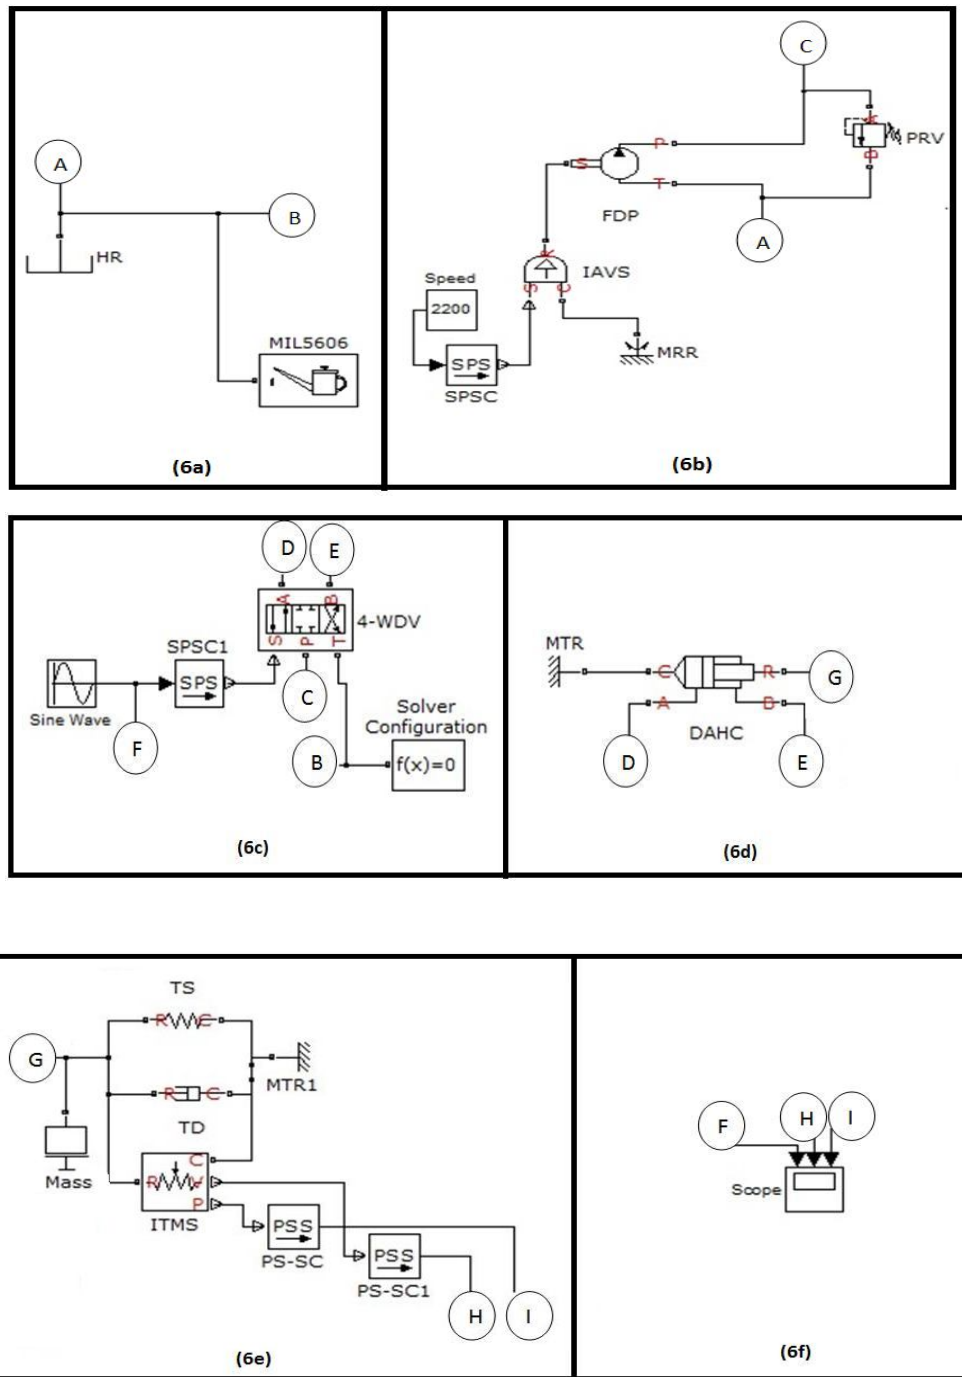 A
B
HR
MIL5606
(6a)
C
A
PRV
B
P
S
T
FDP
A
R
IAVS
S C
Speed
2200
MRR
SPS
SPSC
(6b)
D E
A B
4-WDV
S P T
SPSC1
SPS
Sine Wave
C
F
B
Solver
Configuration
f(x)=0
(6c)
MTR
C R
G
A B
DAHC
D E
(6d)
TS
R C
G
MTR1
R C
TD
Mass
C
R V
P
ITMS
PSS
PS-SC
PSS
PS-SC1
H I
(6e)
F H I
Scope
(6f)